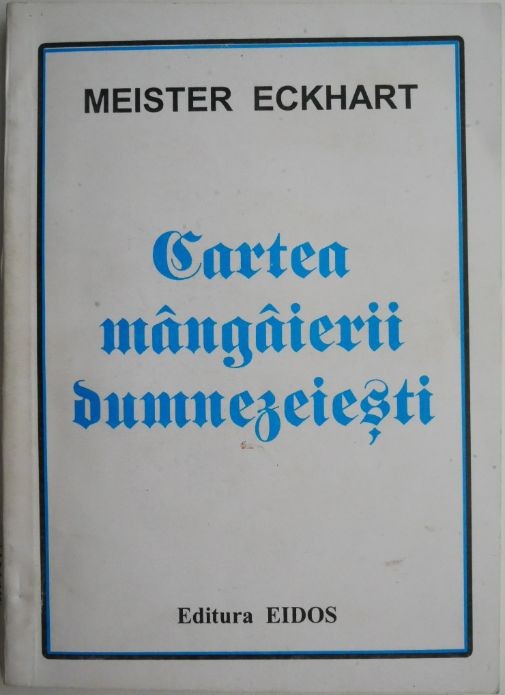 MEISTER ECKHART
Cartea
mângâierii
dumnezeiești
Editura EIDOS